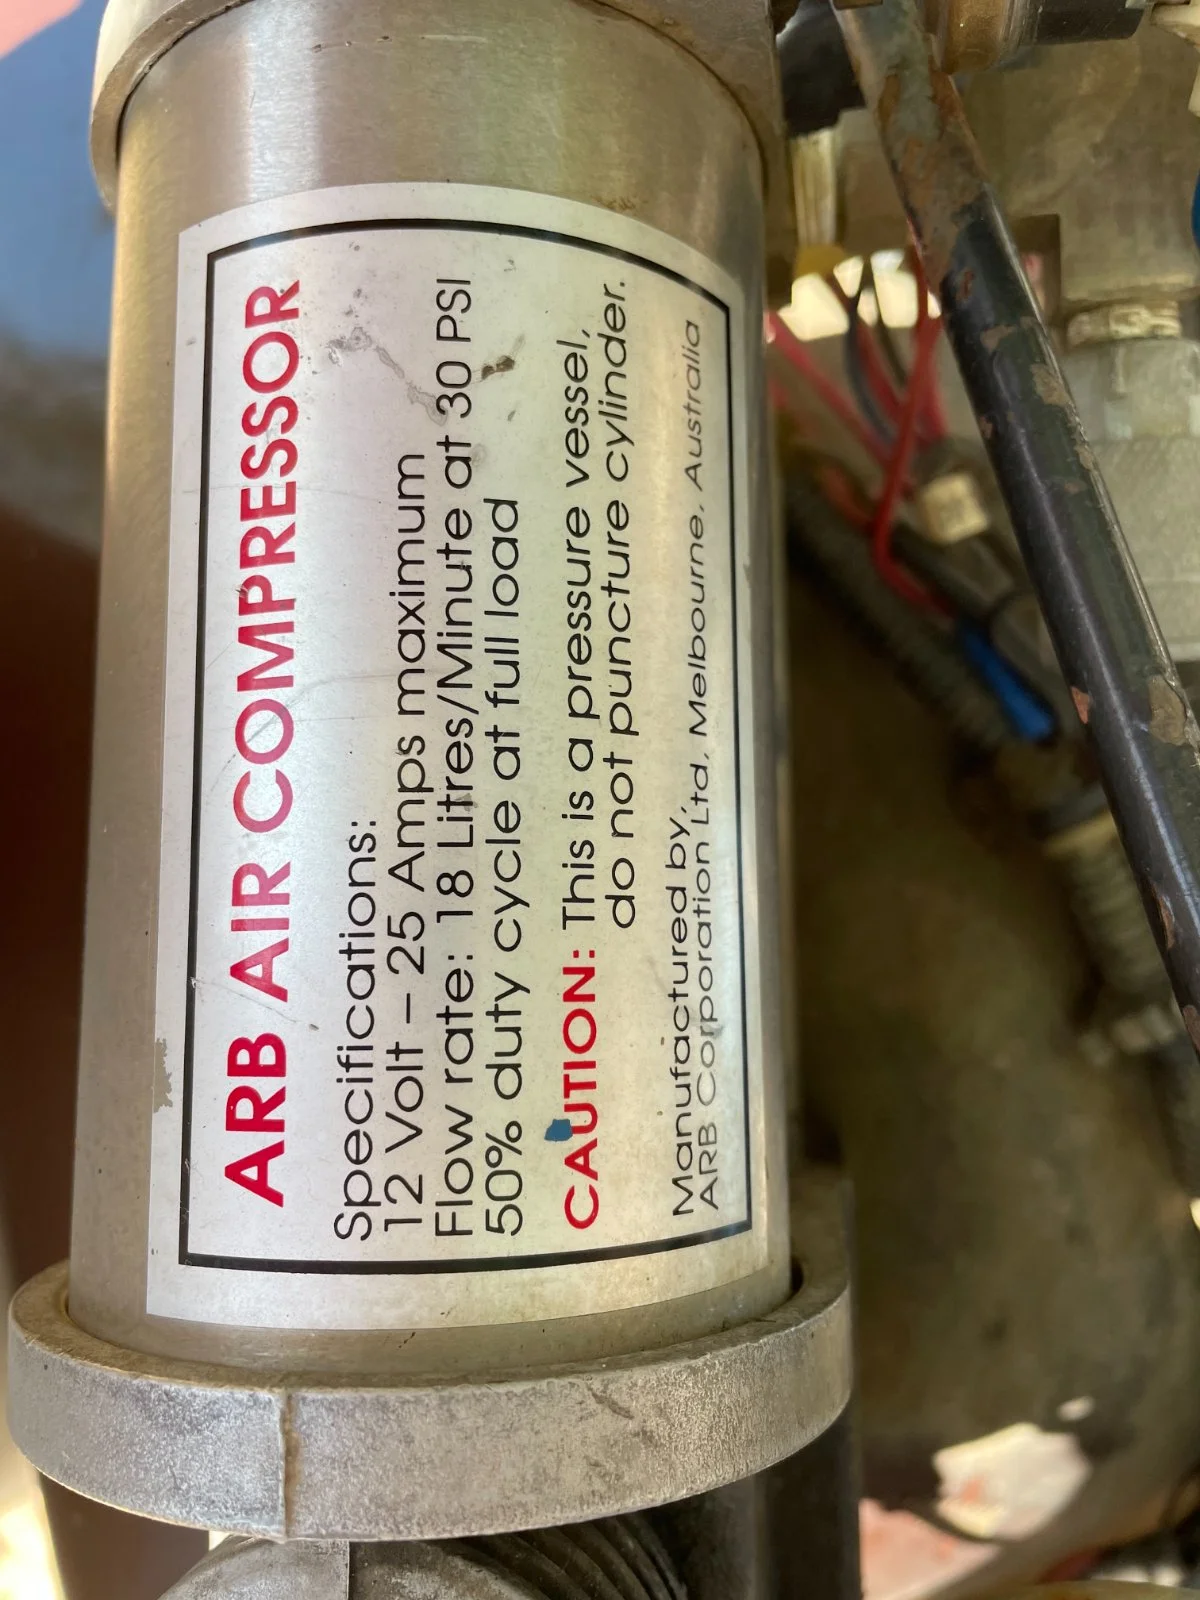 ARB AIR COMPRESSOR
Specifications:
12 Volt – 25 Amps maximum
Flow rate: 18 Litres/Minute at 30 PSI
50% duty cycle at full load
CAUTION: This is a pressure vessel,
do not puncture cylinder.
Manufactured by,
ARB Corporation Ltd, Melbourne, Australia